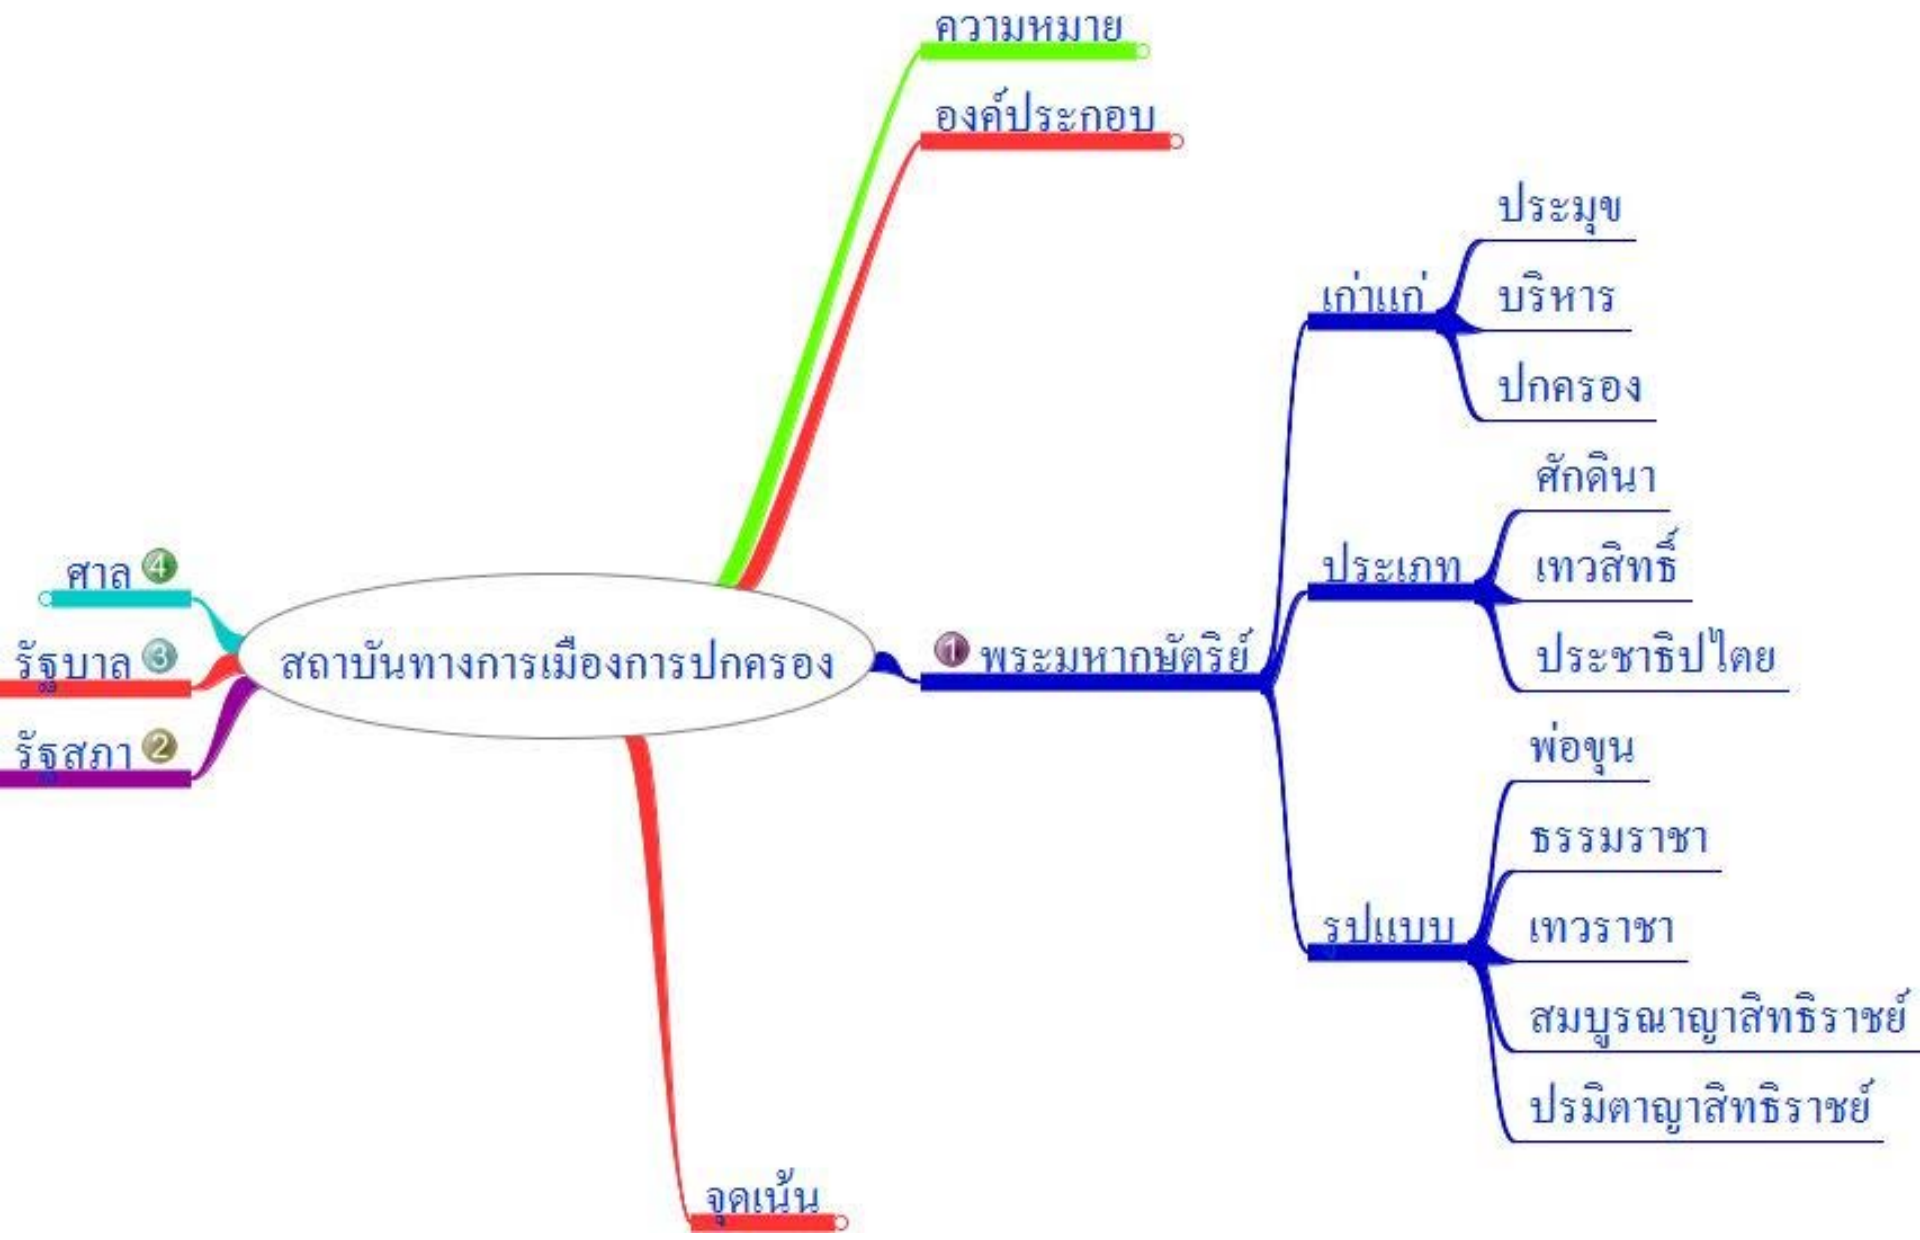 ความหมาย
องค์ประกอบ
สถาบันทางการเมืองการปกครอง
1 พระมหากษัตริย์
เก่าแก่
ประมุข
บริหาร
ปกครอง
ประเภท
ศักดินา
เทวสิทธิ์
ประชาธิปไตย
รูปแบบ
พ่อขุน
ธรรมราชา
เทวราชา
สมบูรณาญาสิทธิราชย์
ปรมิตาญาสิทธิราชย์
ศาล 4
รัฐบาล 3
รัฐสภา 2
จุดเน้น